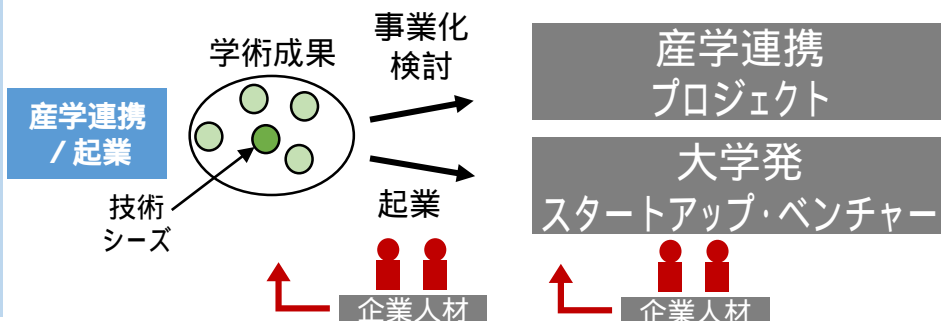 産学連携
/ 起業
学術成果
技術
シーズ
事業化
検討
起業
企業人材
産学連携
プロジェクト
大学発
スタートアップ・ベンチャー
企業人材